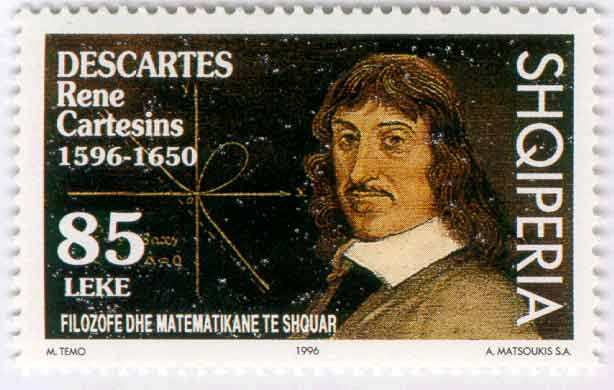 DESCARTES
Rene
Cartesins
1596-1650
SHQIPERIA
85
LEKE
FILOZOFE DHE MATEMATIKANE TE SHQUAR
M. TEMO
1996
A. MATSOUKIS S.A.